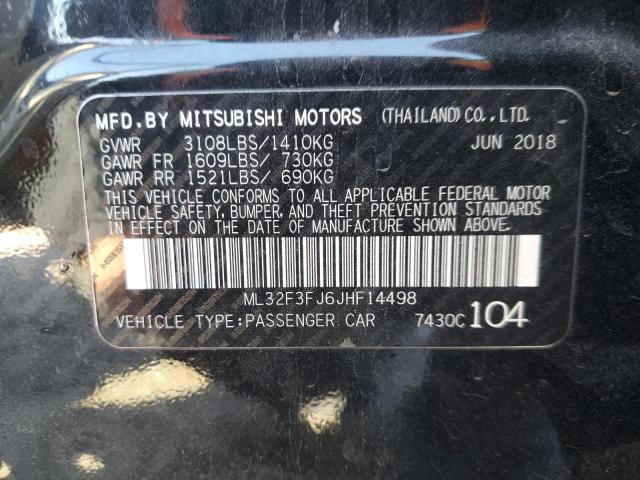 MFD.BY MITSUBISHI MOTORS (THAILAND)CO.,LTD.
GVWR 3108LBS/1410KG JUN 2018
GAWR FR 1609LBS/ 730KG
GAWR RR 1521LBS/ 690KG
THIS VEHICLE CONFORMS TO ALL APPLICABLE FEDERAL MOTOR
VEHICLE SAFETY, BUMPER, AND THEFT PREVENTION STANDARDS
IN EFFECT ON THE DATE OF MANUFACTURE SHOWN ABOVE.
ML32F3FJ6JHF14498
VEHICLE TYPE:PASSENGER CAR 7430C 104